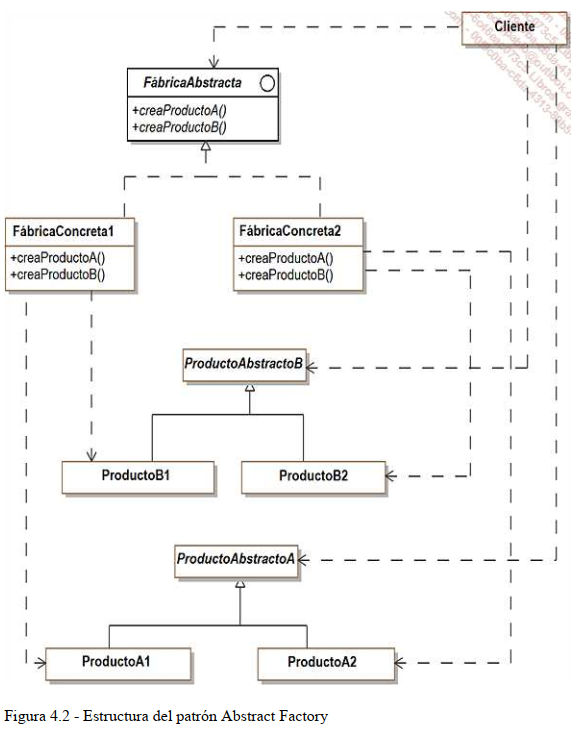 Cliente
FábricaAbstracta
+creaProductoA()
+creaProductoB()
FábricaConcreta1
+creaProductoA()
+creaProductoB()
FábricaConcreta2
+creaProductoA()
+creaProductoB()
ProductoAbstractoB
ProductoB1
ProductoB2
ProductoAbstractoA
ProductoA1
ProductoA2
Figura 4.2 - Estructura del patrón Abstract Factory